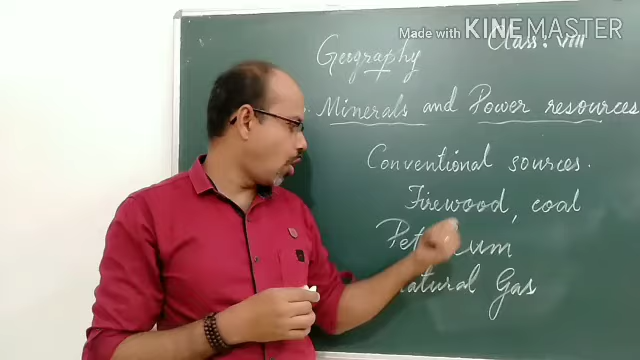 Made with KINEMASTER
Geography Class: VIII
Minerals and Power resources
Conventional sources.
Firewood, coal
Gas